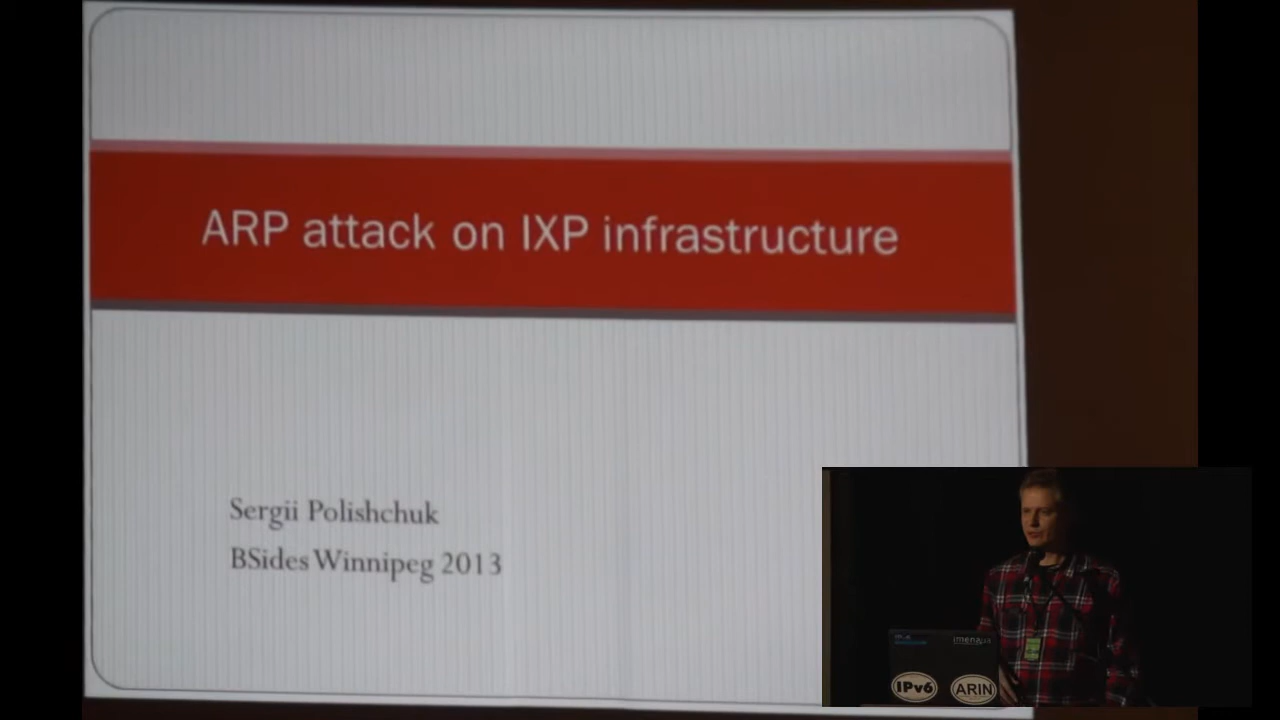 ARP attack on IXP infrastructure
Sergii Polishchuk
BSides Winnipeg 2013
IPv6
ARIN